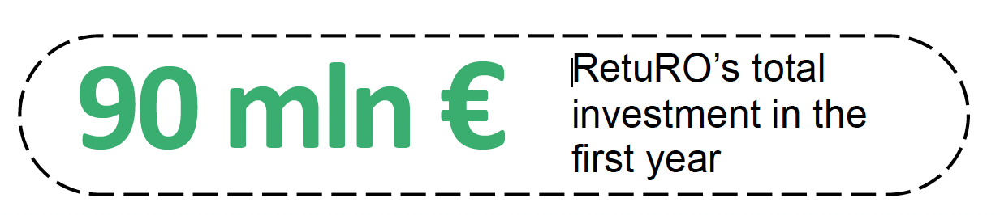 90 mln €
RetuRO’s total
investment in the
first year